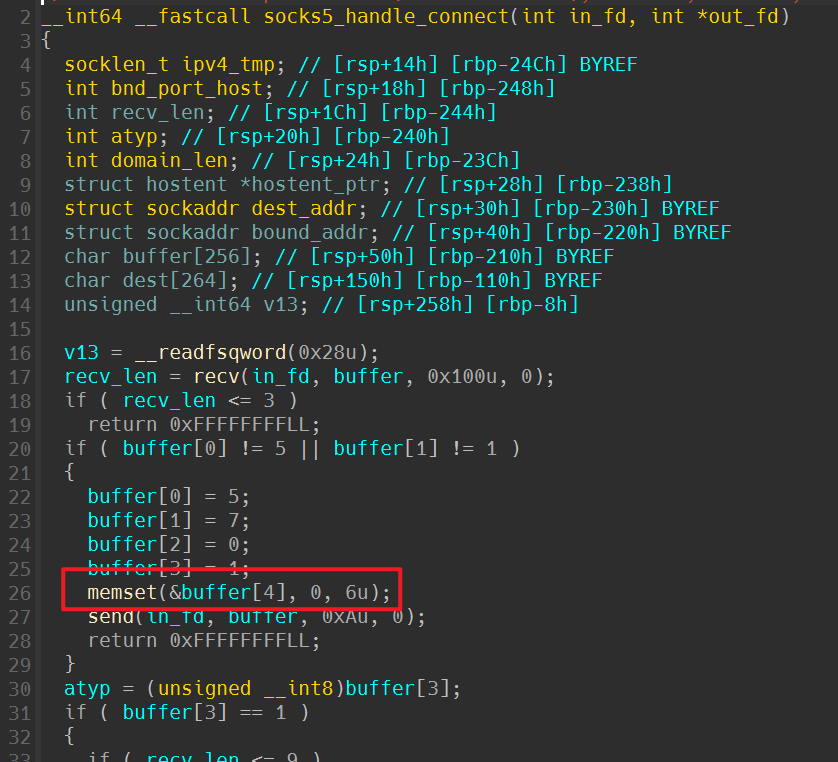 2 __int64 __fastcall socks5_handle_connect(int in_fd, int *out_fd)
3 {
4 socklen_t ipv4_tmp; // [rsp+14h] [rbp-24Ch] BYREF
5 int bnd_port_host; // [rsp+18h] [rbp-248h]
6 int recv_len; // [rsp+1Ch] [rbp-244h]
7 int atyp; // [rsp+20h] [rbp-240h]
8 int domain_len; // [rsp+24h] [rbp-23Ch]
9 struct hostent *hostent_ptr; // [rsp+28h] [rbp-238h]
10 struct sockaddr dest_addr; // [rsp+30h] [rbp-230h] BYREF
11 struct sockaddr bound_addr; // [rsp+40h] [rbp-220h] BYREF
12 char buffer[256]; // [rsp+50h] [rbp-210h] BYREF
13 char dest[264]; // [rsp+150h] [rbp-110h] BYREF
14 unsigned __int64 v13; // [rsp+258h] [rbp-8h]
15
16 v13 = __readfsqword(0x28u);
17 recv_len = recv(in_fd, buffer, 0x100u, 0);
18 if ( recv_len <= 3 )
19 return 0xFFFFFFFFLL;
20 if ( buffer[0] != 5 || buffer[1] != 1 )
21 {
22 buffer[0] = 5;
23 buffer[1] = 7;
24 buffer[2] = 0;
25 buffer[3] = 1;
26 memset(&buffer[4], 0, 6u);
27 send(in_fd, buffer, 0xAu, 0);
28 return 0xFFFFFFFFLL;
29 }
30 atyp = (unsigned __int8)buffer[3];
31 if ( buffer[3] == 1 )
32 {
33 if ( recv_len <= 9 )